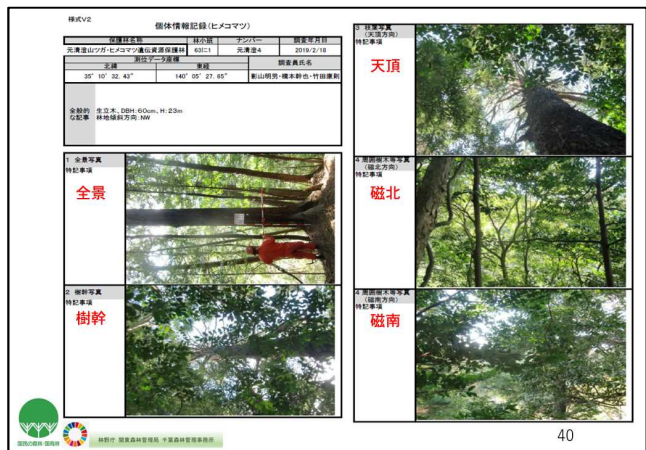 様式V2
個体情報記録(ヒメコマツ)
保護林名称 林小班 ナンバー 調査年月日
元清澄山ツガ・ヒメコマツ遺伝資源保護林 63に1 元清澄4 2019/2/18
測位データ座標 調査員氏名
北緯 東経
35° 10′ 32. 43″ 140° 05′ 27. 65″ 影山明男・橋本幹也・竹田康則
全般的な記事
生立木、DBH:60cm、H:23m
林地傾斜方向:NW
1 全景写真
特記事項
全景
2 樹幹写真
特記事項
樹幹
3 枝葉写真
(天頂方向)
特記事項
天頂
4 周囲樹木等写真
(磁北方向)
特記事項
磁北
4 周囲樹木等写真
(磁南方向)
特記事項
磁南
国民の森林・国有林
林野庁 関東森林管理局 千葉森林管理事務所
40